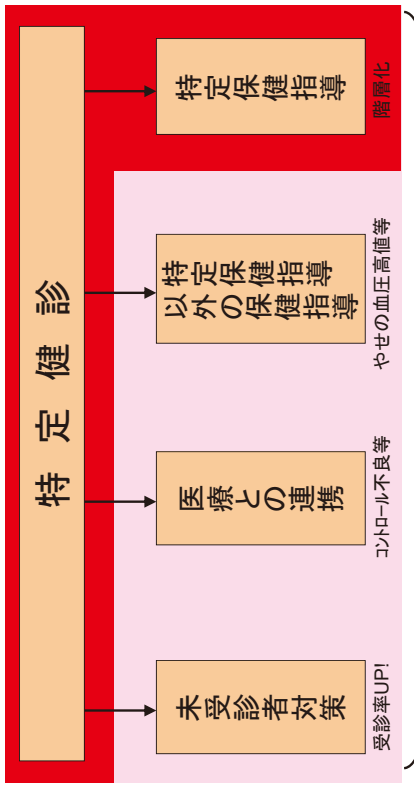 特定健診
未受診者対策
受診率UP!
医療との連携
コントロール不良等
特定保健指導
以外の保健指導
やせの血圧高値等
特定保健指導
階層化